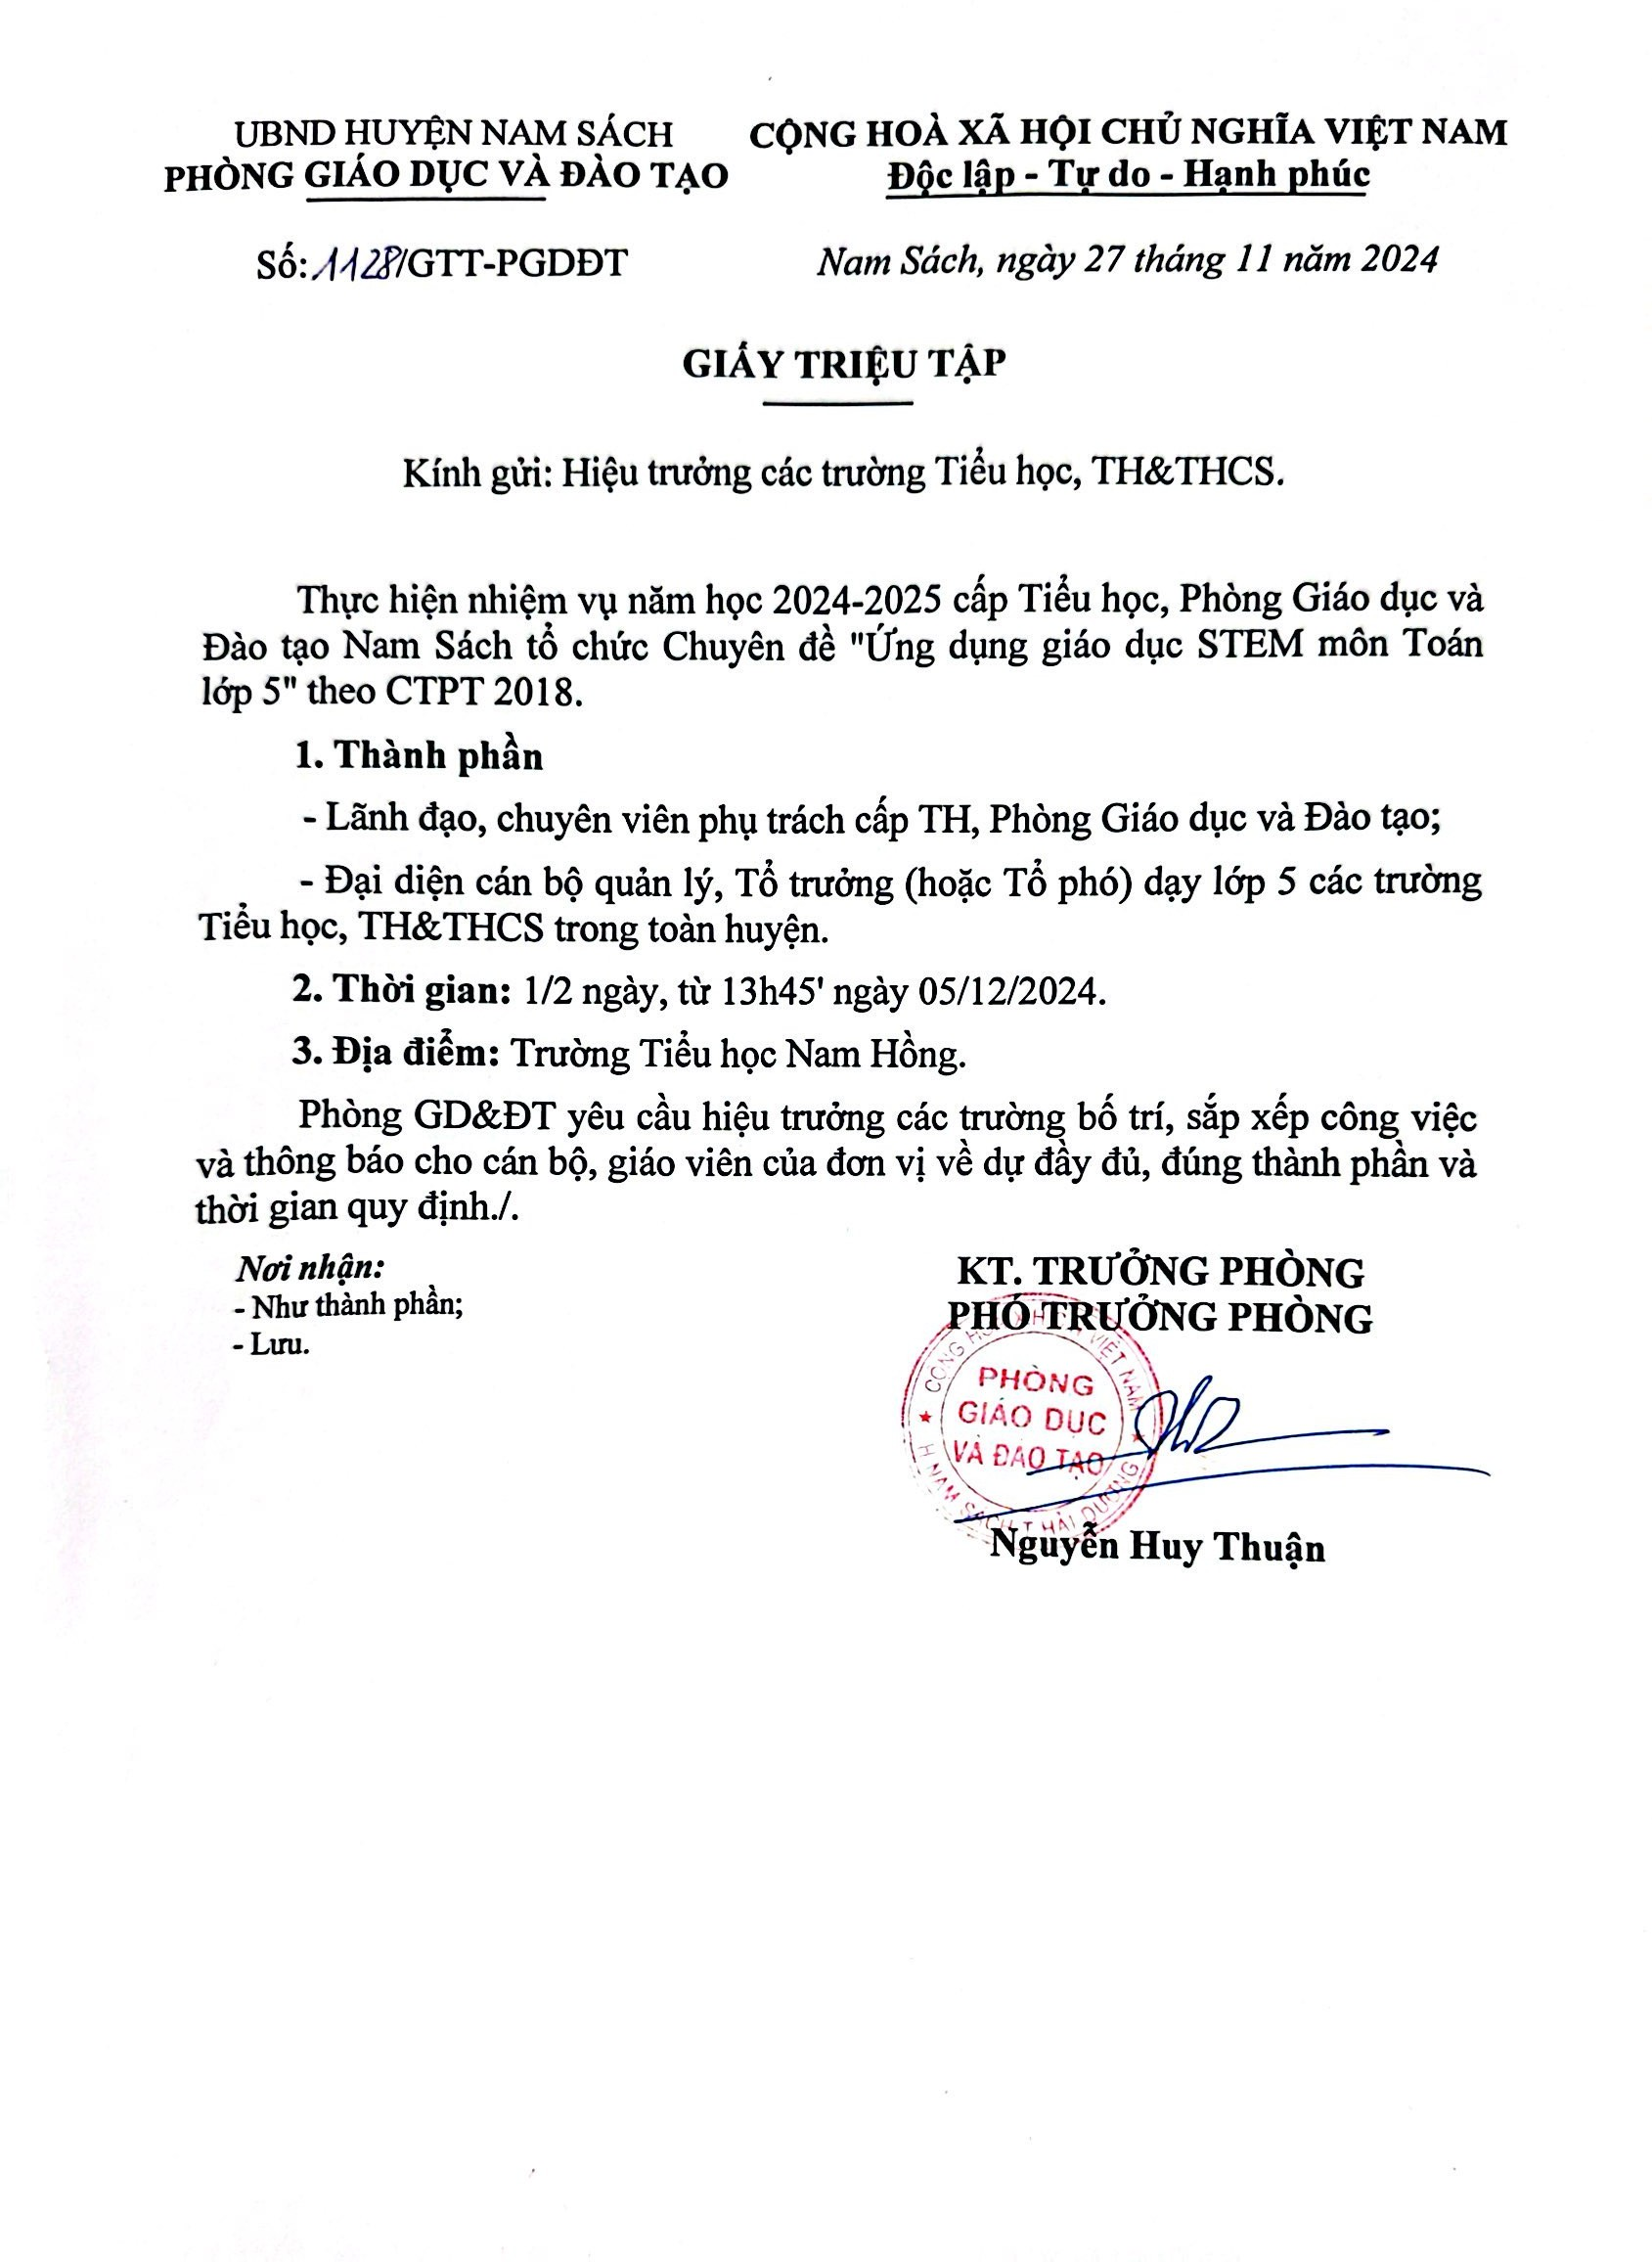 UBND HUYỆN NAM SÁCH
PHÒNG GIÁO DỤC VÀ ĐÀO TẠO
CỘNG HOÀ XÃ HỘI CHỦ NGHĨA VIỆT NAM
Độc lập - Tự do - Hạnh phúc
Số: 1128/GTT-PGDĐT
Nam Sách, ngày 27 tháng 11 năm 2024
GIẤY TRIỆU TẬP
Kính gửi: Hiệu trưởng các trường Tiểu học, TH&THCS.
Thực hiện nhiệm vụ năm học 2024-2025 cấp Tiểu học, Phòng Giáo dục và
Đào tạo Nam Sách tổ chức Chuyên đề "Ứng dụng giáo dục STEM môn Toán
lớp 5" theo CTPT 2018.
1. Thành phần
- Lãnh đạo, chuyên viên phụ trách cấp TH, Phòng Giáo dục và Đào tạo;
- Đại diện cán bộ quản lý, Tổ trưởng (hoặc Tổ phó) dạy lớp 5 các trường
Tiểu học, TH&THCS trong toàn huyện.
2. Thời gian: 1/2 ngày, từ 13h45' ngày 05/12/2024.
3. Địa điểm: Trường Tiểu học Nam Hồng.
Phòng GD&ĐT yêu cầu hiệu trưởng các trường bố trí, sắp xếp công việc
và thông báo cho cán bộ, giáo viên của đơn vị về dự đầy đủ, đúng thành phần và
thời gian quy định./.
Nơi nhận:
- Như thành phần;
- Lưu.
KT. TRƯỞNG PHÒNG
PHÓ TRƯỞNG PHÒNG
PHÒNG
GIÁO DỤC
VÀ ĐÀO TẠO
VIỆT NAM
H NAM SÁCH T HẢI DƯƠNG
Nguyễn Huy Thuận